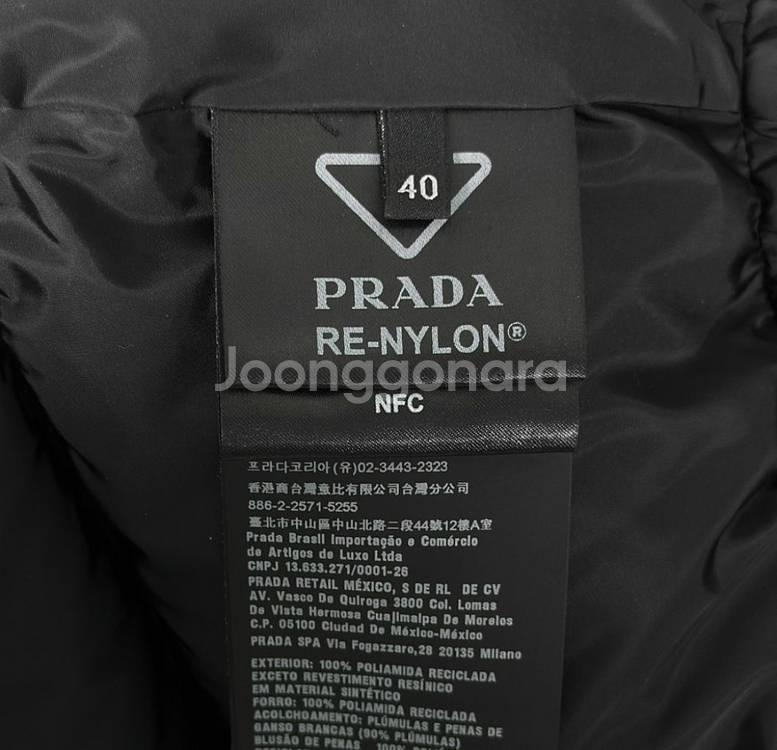 40
PRADA
RE-NYLON®
Joonggonara
NFC
프라다코리아(유)02-3443-2323
香港商台灣普比有限公司台灣分公司
886-2-2571-5255
臺北市中山區中山北路二段44號12樓A室
Prada Brasil Importação e Comércio
de Artigos de Luxo Ltda
CNPJ 13.633.271/0001-26
PRADA RETAIL MÉXICO, S DE RL DE CV
AV. Vasco De Quiroga 3800 Col. Lomas
De Vista Hermosa Cuajimalpa De Morelos
C.P. 05100 Ciudad De México-México
PRADA SPA Via Fogazzaro,28 20135 Milano
EXTERIOR: 100% POLIAMIDA RECICLADA
EXCETO REVESTIMENTO RESÍNICO
EM MATERIAL SINTÉTICO
FORRO: 100% POLIAMIDA RECICLADA
ACOLCHOAMENTO: PLÚMULAS E PENAS DE
GANSO BRANCAS (90% PLÚMULAS)
BLUSÃO DE PENAS 100%